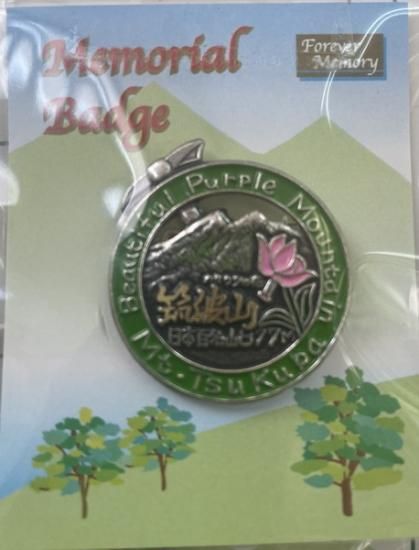 Memorial
Badge
Forever
Memory
Beautiful Purple Mountain
筑波山
日本百名山877M
Mt. Tsukuba